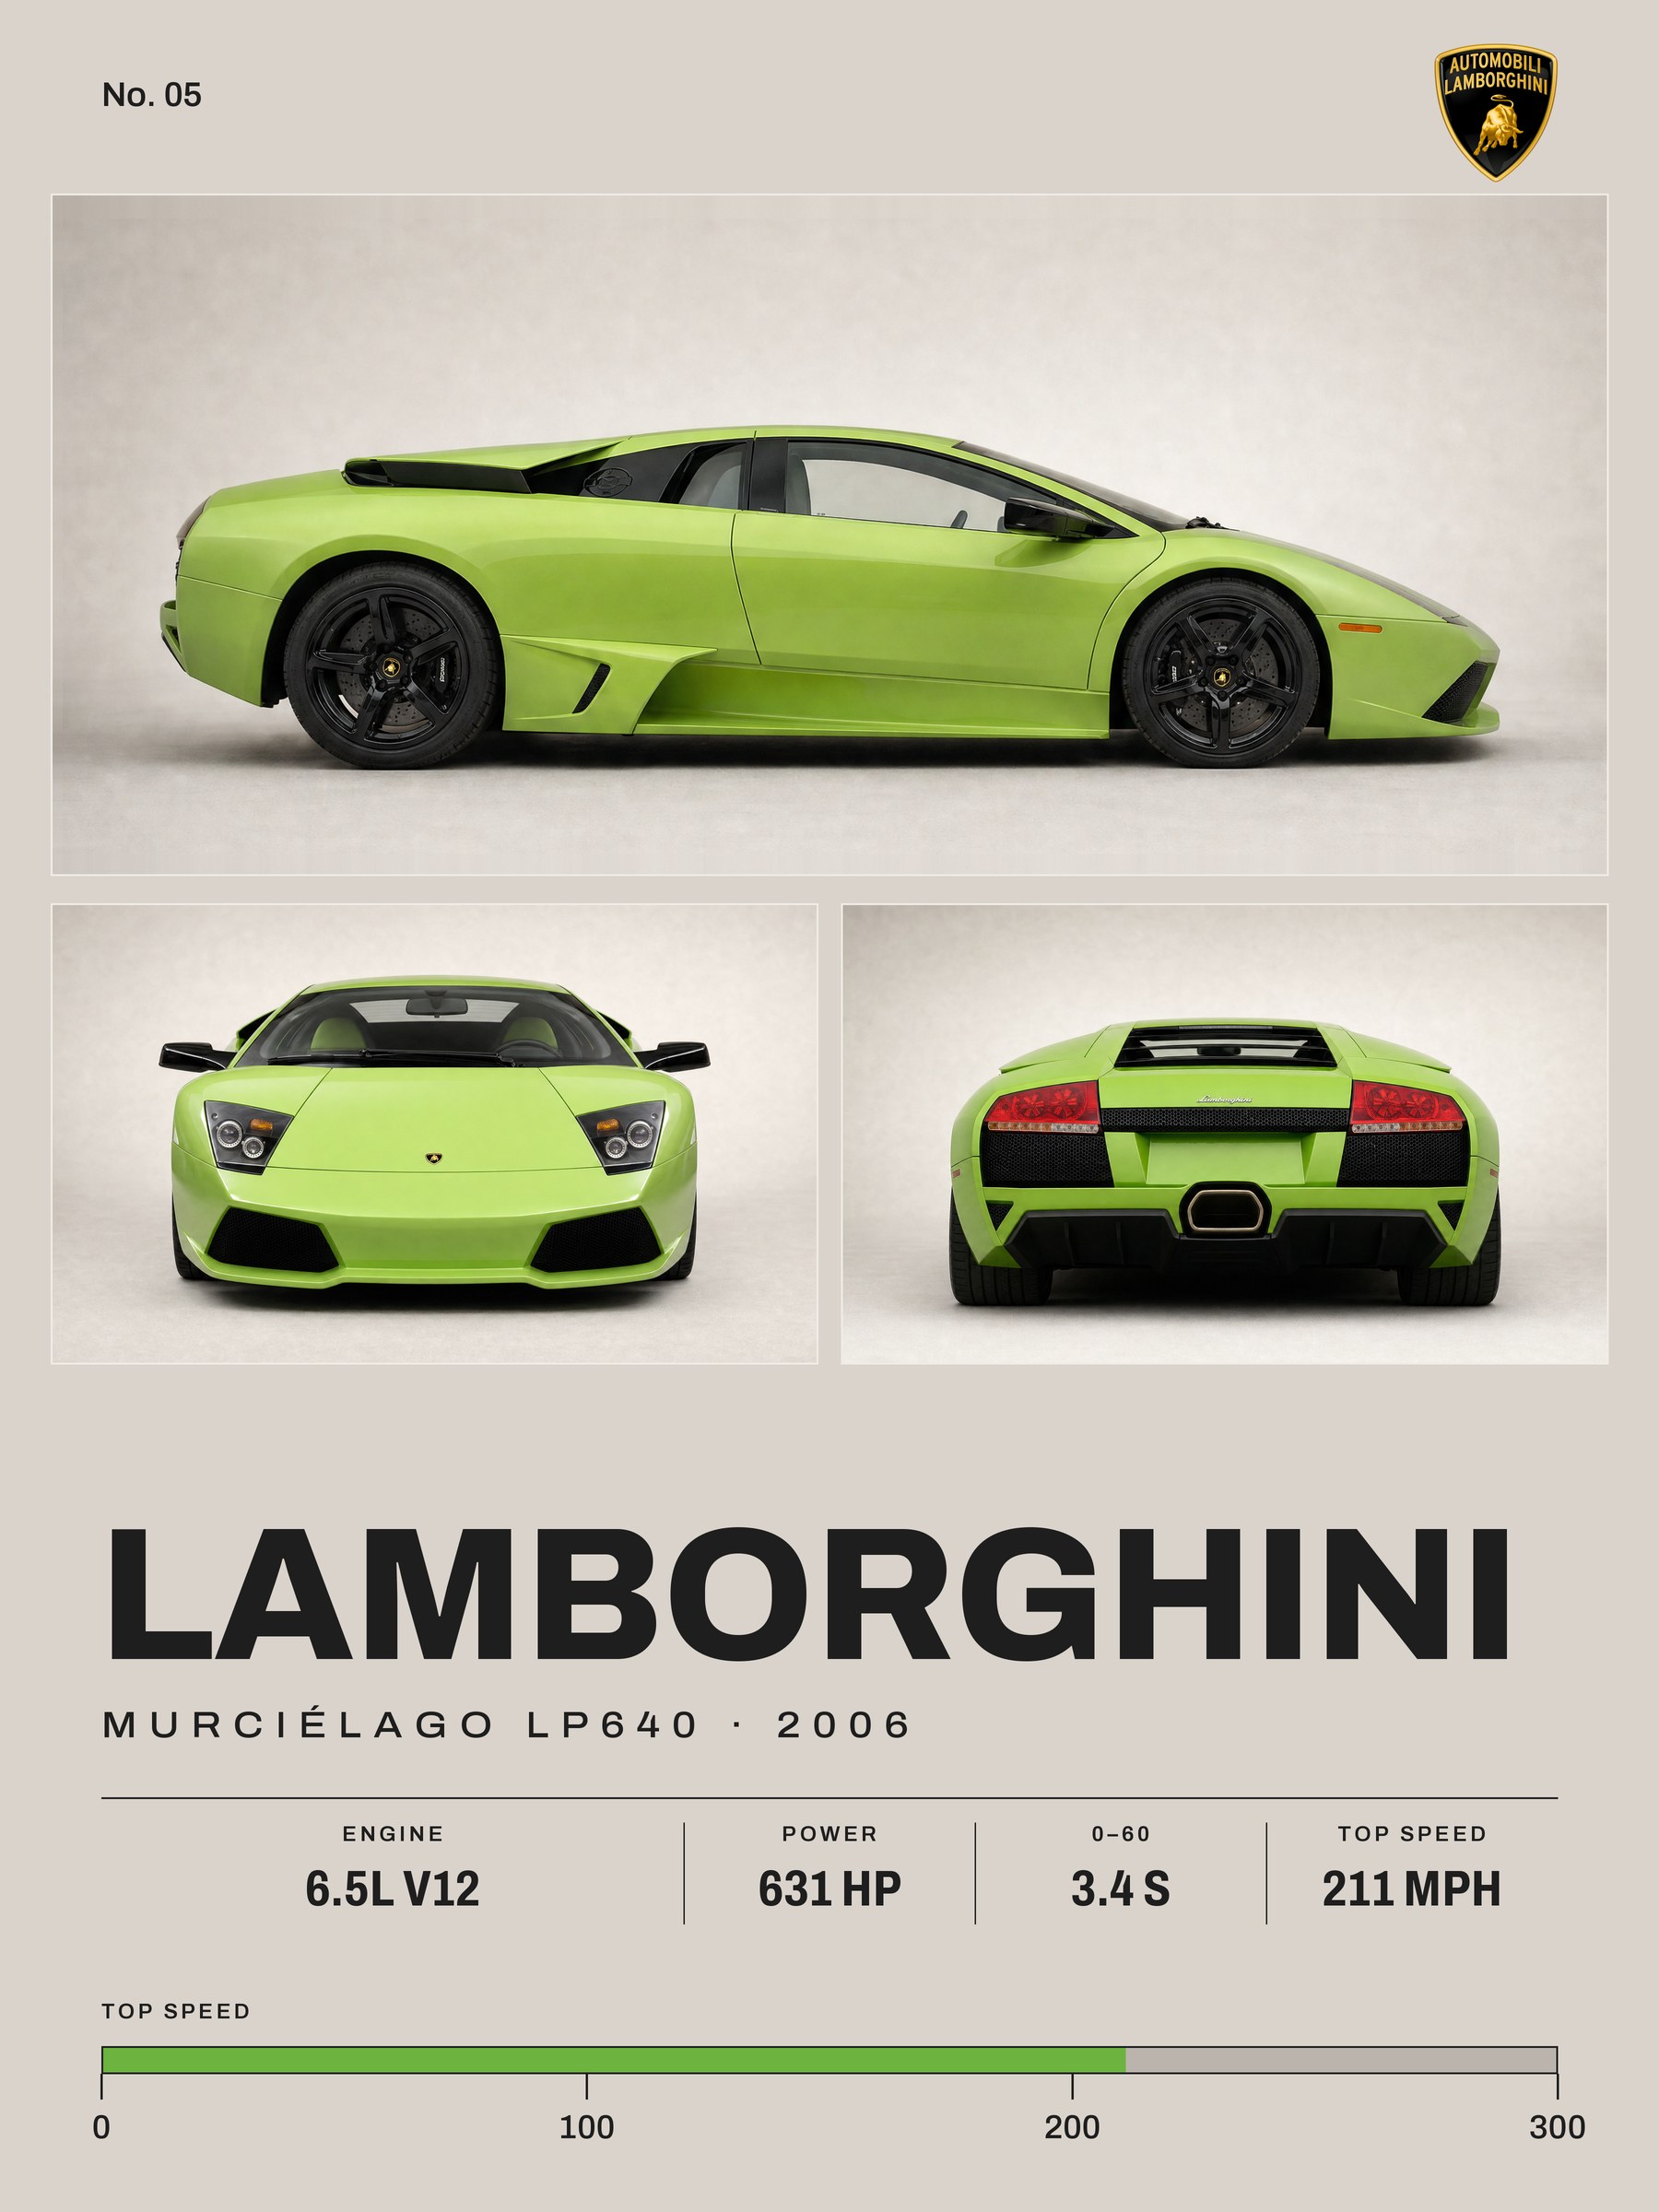 No. 05
AUTOMOBILI
LAMBORGHINI
Lamborghini
LAMBORGHINI
MURCIÉLAGO LP640 · 2006
ENGINE
POWER
0–60
TOP SPEED
6.5L V12
631 HP
3.4 S
211 MPH
TOP SPEED
0
100
200
300